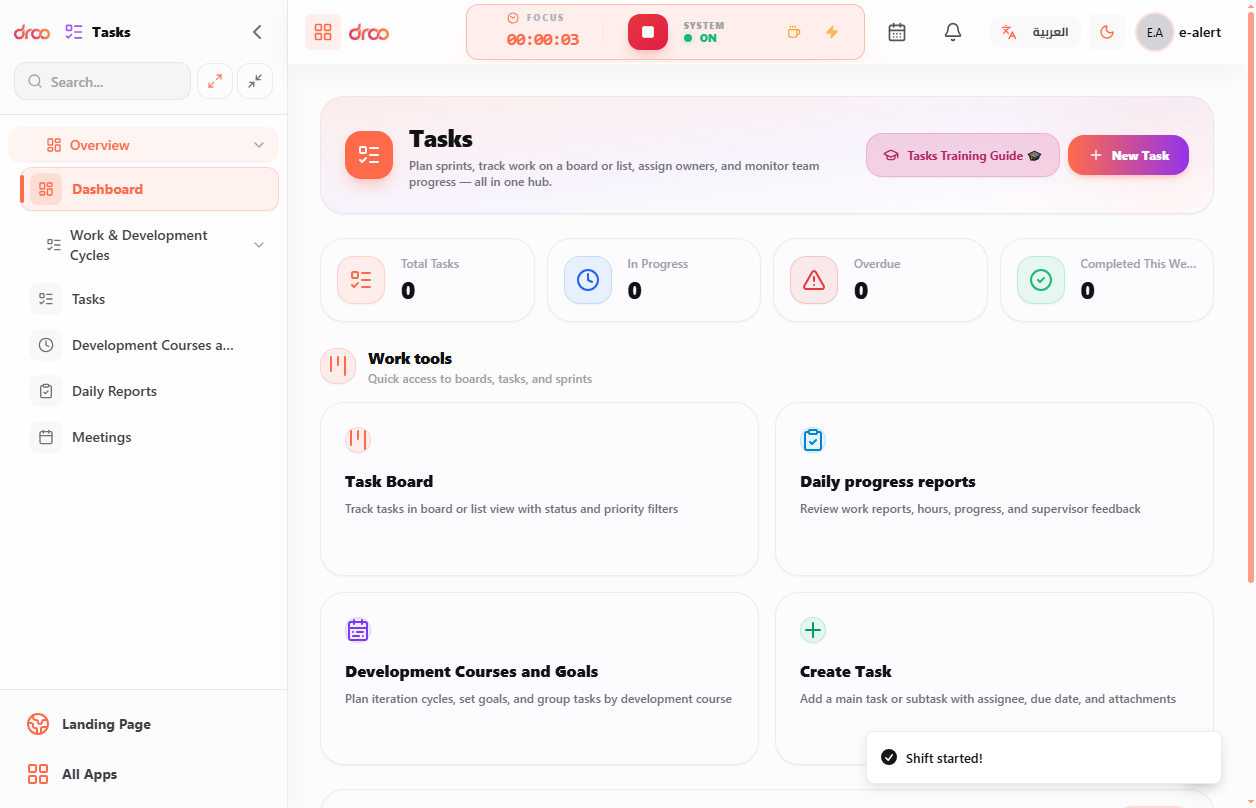 droo
Tasks
Search...
Overview
Dashboard
Work & Development
Cycles
Tasks
Development Courses a...
Daily Reports
Meetings
Landing Page
All Apps
droo
FOCUS
00:00:03
SYSTEM
ON
العربية
E.A
e-alert
Tasks
Plan sprints, track work on a board or list, assign owners, and monitor team
progress — all in one hub.
Tasks Training Guide 🎓
New Task
Total Tasks
0
In Progress
0
Overdue
0
Completed This We...
0
Work tools
Quick access to boards, tasks, and sprints
Task Board
Track tasks in board or list view with status and priority filters
Daily progress reports
Review work reports, hours, progress, and supervisor feedback
Development Courses and Goals
Plan iteration cycles, set goals, and group tasks by development course
Create Task
Add a main task or subtask with assignee, due date, and attachments
Shift started!